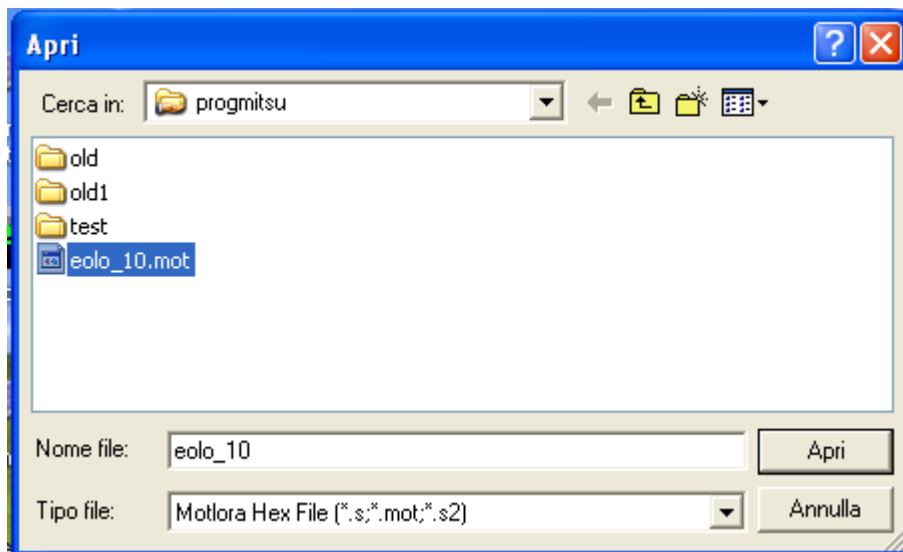 Apri
Cerca in: progmitsu
old
old1
test
eolo_10.mot
Nome file: eolo_10 Apri
Tipo file: Motlora Hex File (*.s;*.mot;*.s2) Annulla